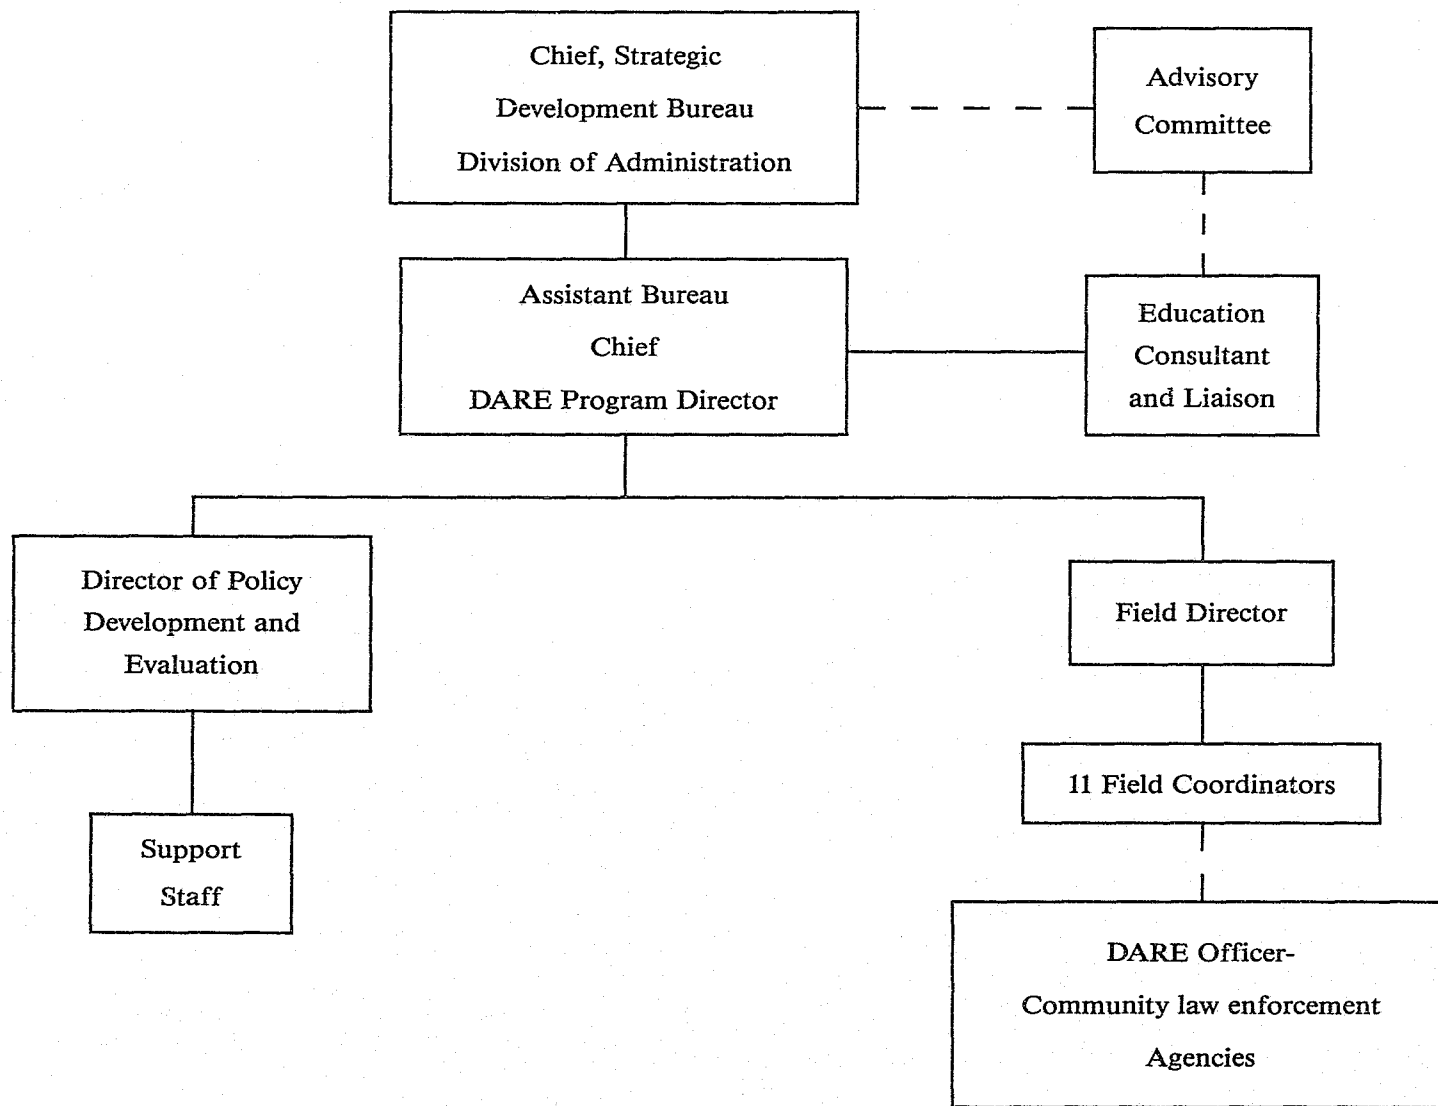 Chief, Strategic
Development Bureau
Division of Administration
Advisory
Committee
Assistant Bureau
Chief
DARE Program Director
Education
Consultant
and Liaison
Director of Policy
Development and
Evaluation
Field Director
11 Field Coordinators
Support
Staff
DARE Officer-
Community law enforcement
Agencies